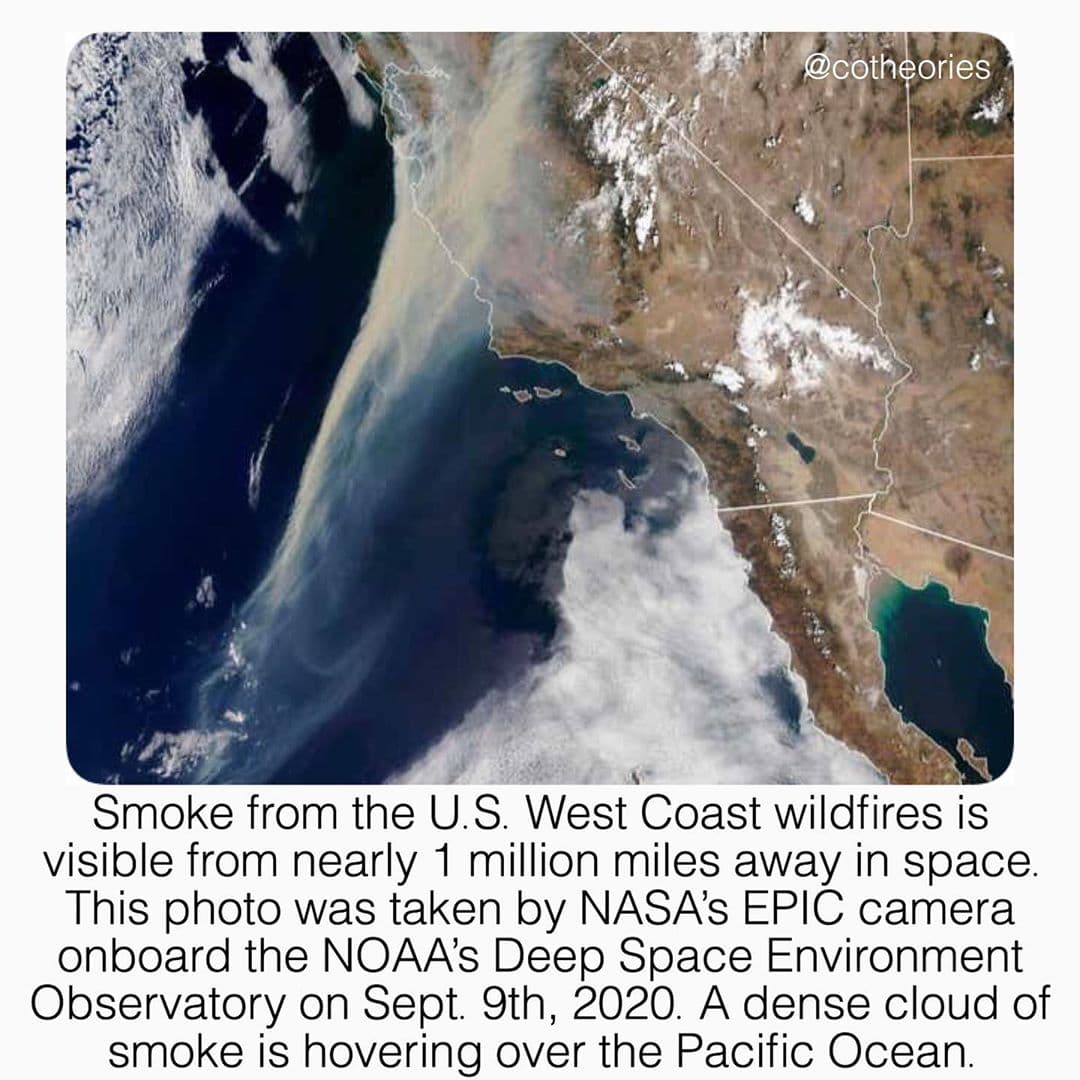 @cotheories
Smoke from the U.S. West Coast wildfires is
visible from nearly 1 million miles away in space.
This photo was taken by NASA’s EPIC camera
onboard the NOAA’s Deep Space Environment
Observatory on Sept. 9th, 2020. A dense cloud of
smoke is hovering over the Pacific Ocean.